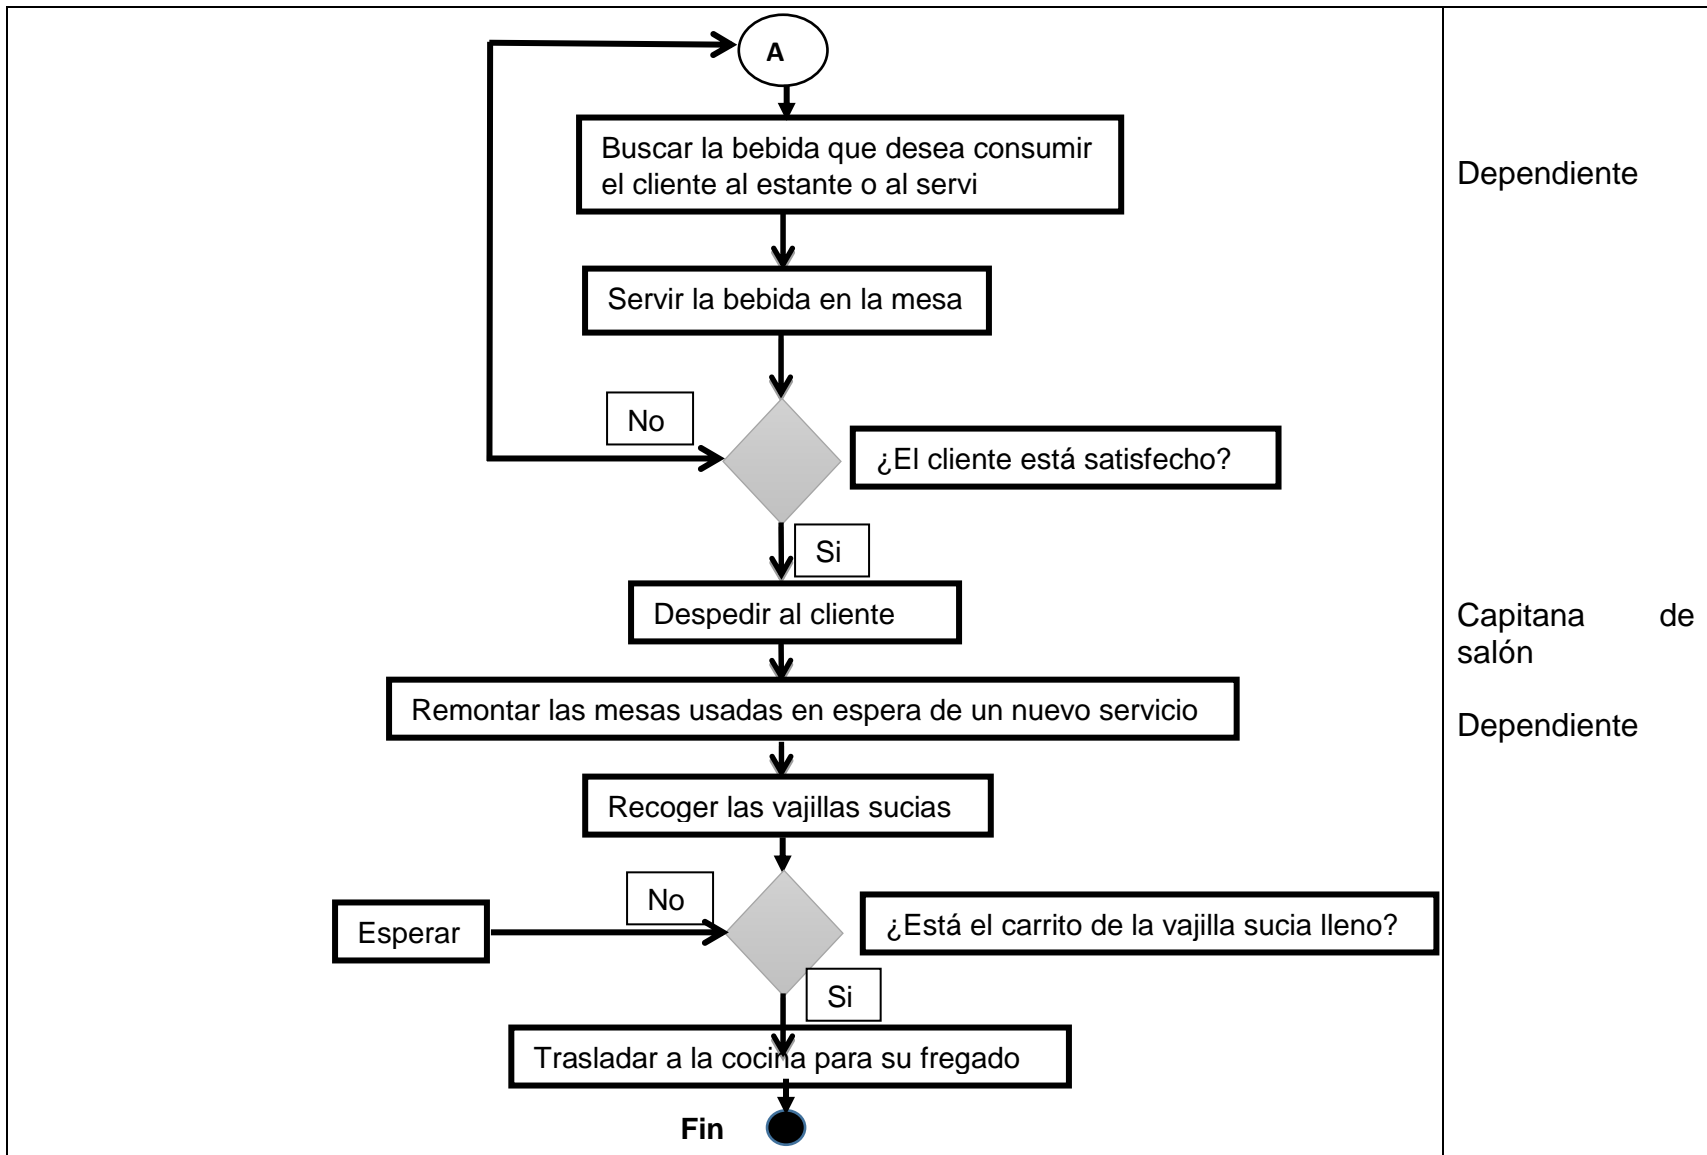 A
Buscar la bebida que desea consumir
el cliente al estante o al servi
Dependiente
Servir la bebida en la mesa
No
¿El cliente está satisfecho?
Si
Despedir al cliente
Capitana de
salón
Remontar las mesas usadas en espera de un nuevo servicio
Dependiente
Recoger las vajillas sucias
No
Esperar
¿Está el carrito de la vajilla sucia lleno?
Si
Trasladar a la cocina para su fregado
Fin